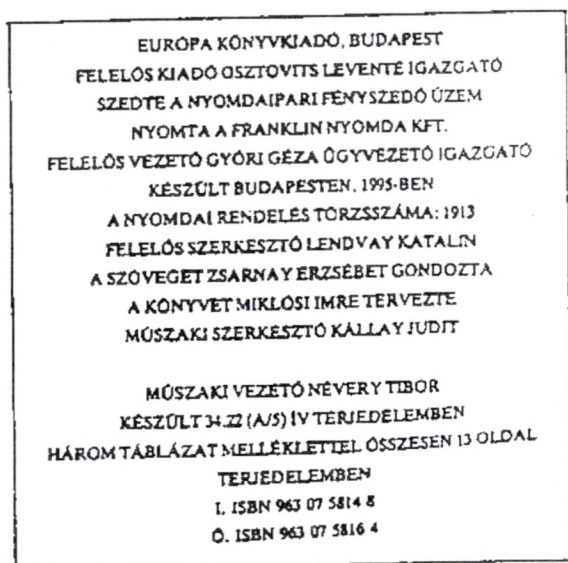 EURÓPA KÖNYVKIADÓ, BUDAPEST
FELELŐS KIADÓ OSZTOVITS LEVENTE IGAZGATÓ
SZEDTE A NYOMDAIPARI FÉNYSZEDŐ ÜZEM
NYOMTA A FRANKLIN NYOMDA KFT.
FELELŐS VEZETŐ GYŐRI GÉZA ÜGYVEZETŐ IGAZGATÓ
KÉSZÜLT BUDAPESTEN, 1995-BEN
A NYOMDAI RENDELÉS TÖRZSSZÁMA: 1913
FELELŐS SZERKESZTŐ LENDVAY KATALIN
A SZÖVEGET ZSARNAY ERZSÉBET GONDOZTA
A KÖNYVET MIKLÓSI IMRE TERVEZTE
MŰSZAKI SZERKESZTŐ KÁLLAY JUDIT
MŰSZAKI VEZETŐ NÉVERY TIBOR
KÉSZÜLT 34.22 (A/5) ÍV TERJEDELEMBEN
HÁROM TÁBLÁZAT MELLÉKLETTEL ÖSSZESEN 13 OLDAL
TERJEDELEMBEN
I. ISBN 963 07 5814 8
Ö. ISBN 963 07 5816 4